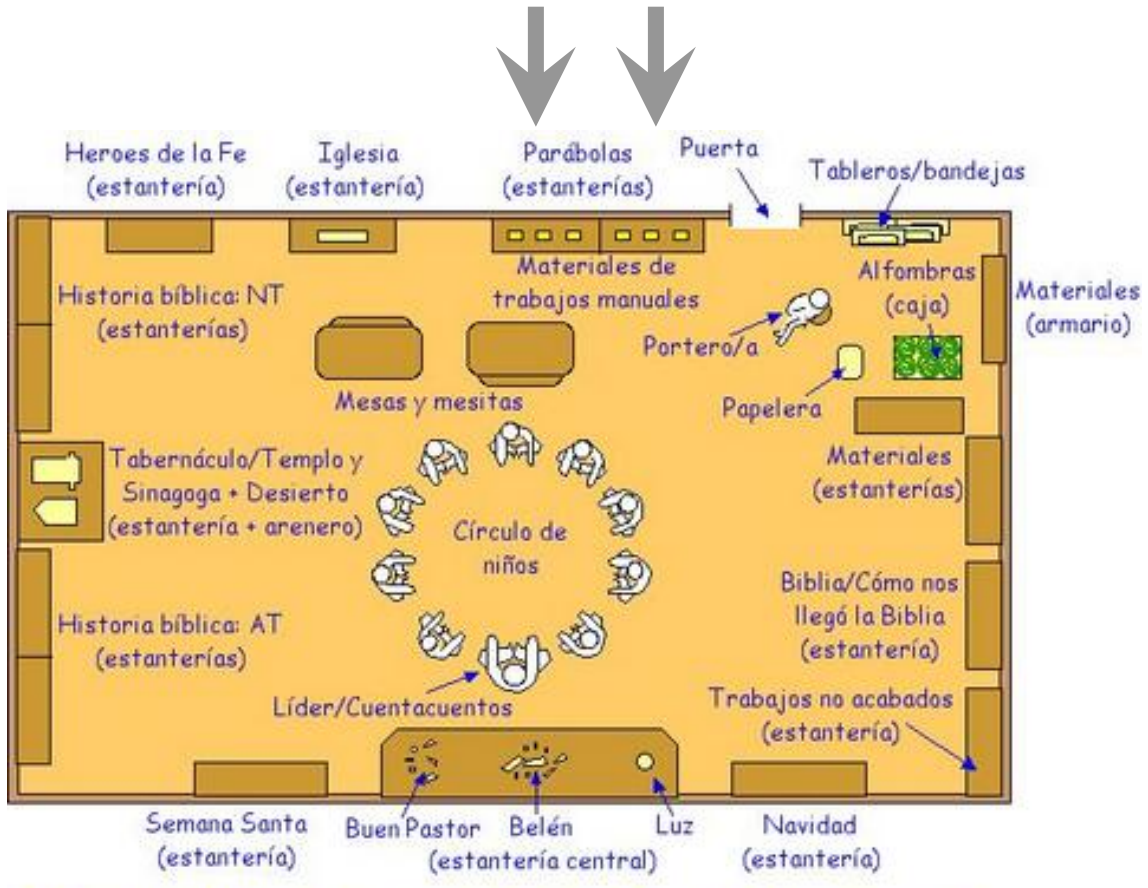 Heroes de la Fe
(estantería)
Iglesia
(estantería)
Parábolas
(estanterías)
Puerta
Tableros/bandejas
Historia bíblica: NT
(estanterías)
Materiales de
trabajos manuales
Alfombras
(caja)
Materiales
(armario)
Portero/a
Mesas y mesitas
Papelera
Tabernáculo/Templo y
Sinagoga + Desierto
(estantería + arenero)
Materiales
(estanterías)
Círculo de
niños
Biblia/Cómo nos
llegó la Biblia
(estantería)
Historia bíblica: AT
(estanterías)
Líder/Cuentacuentos
Trabajos no acabados
(estantería)
Semana Santa
(estantería)
Buen Pastor
Belén
Luz
(estantería central)
Navidad
(estantería)